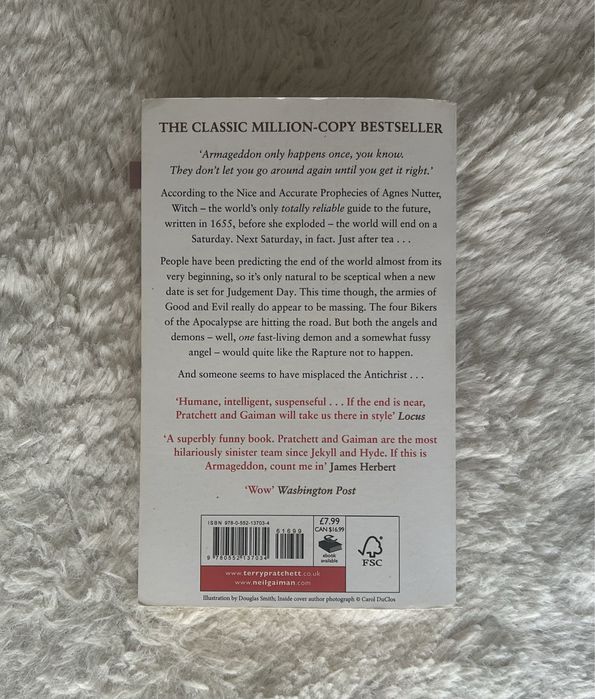 THE CLASSIC MILLION-COPY BESTSELLER
‘Armageddon only happens once, you know.
They don’t let you go around again until you get it right.’
According to the Nice and Accurate Prophecies of Agnes Nutter,
Witch – the world’s only totally reliable guide to the future,
written in 1655, before she exploded – the world will end on a
Saturday. Next Saturday, in fact. Just after tea . . .
People have been predicting the end of the world almost from its
very beginning, so it’s only natural to be sceptical when a new
date is set for Judgement Day. This time though, the armies of
Good and Evil really do appear to be massing. The four Bikers
of the Apocalypse are hitting the road. But both the angels and
demons – well, one fast-living demon and a somewhat fussy
angel – would quite like the Rapture not to happen.
And someone seems to have misplaced the Antichrist . . .
‘Humane, intelligent, suspenseful . . . If the end is near,
Pratchett and Gaiman will take us there in style’ Locus
‘A superbly funny book. Pratchett and Gaiman are the most
hilariously sinister team since Jekyll and Hyde. If this is
Armageddon, count me in’ James Herbert
‘Wow’ Washington Post
ISBN 978-0-552-13703-4
61699
9 780552 137034
£7.99
CAN $16.99
ebook
available
FSC
www.terrypratchett.co.uk
www.neilgaiman.com
Illustration by Douglas Smith; Inside cover author photograph © Carol DuClos